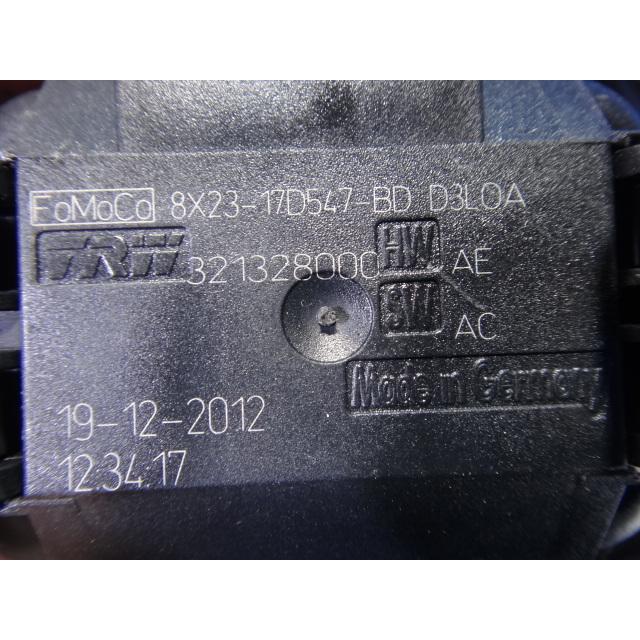 FoMoCo 8X23-17D547-BD D3LOA
TRW 321328000 HW AE
SW AC
Made in Germany
19-12-2012
12.34.17